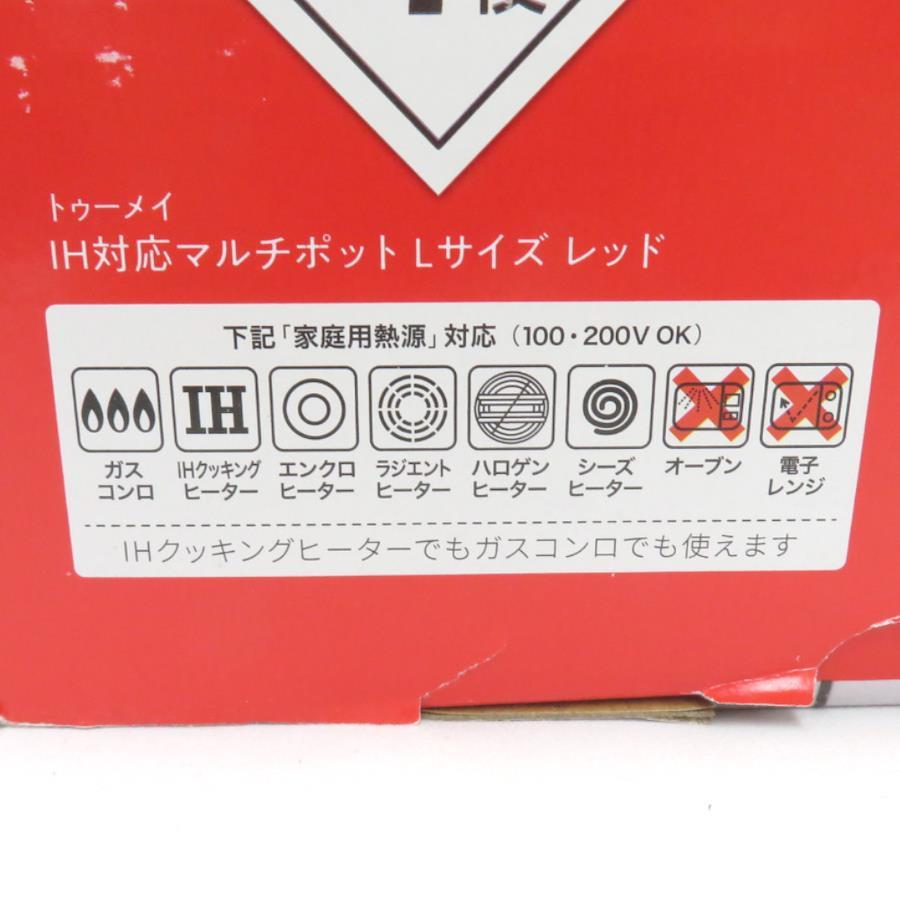 トゥーメイ
IH対応マルチポット Lサイズ レッド
下記「家庭用熱源」対応（100・200V OK）
IH
ガス
コンロ
IHクッキング
ヒーター
エンクロ
ヒーター
ラジエント
ヒーター
ハロゲン
ヒーター
シーズ
ヒーター
オーブン
電子
レンジ
IHクッキングヒーターでもガスコンロでも使えます